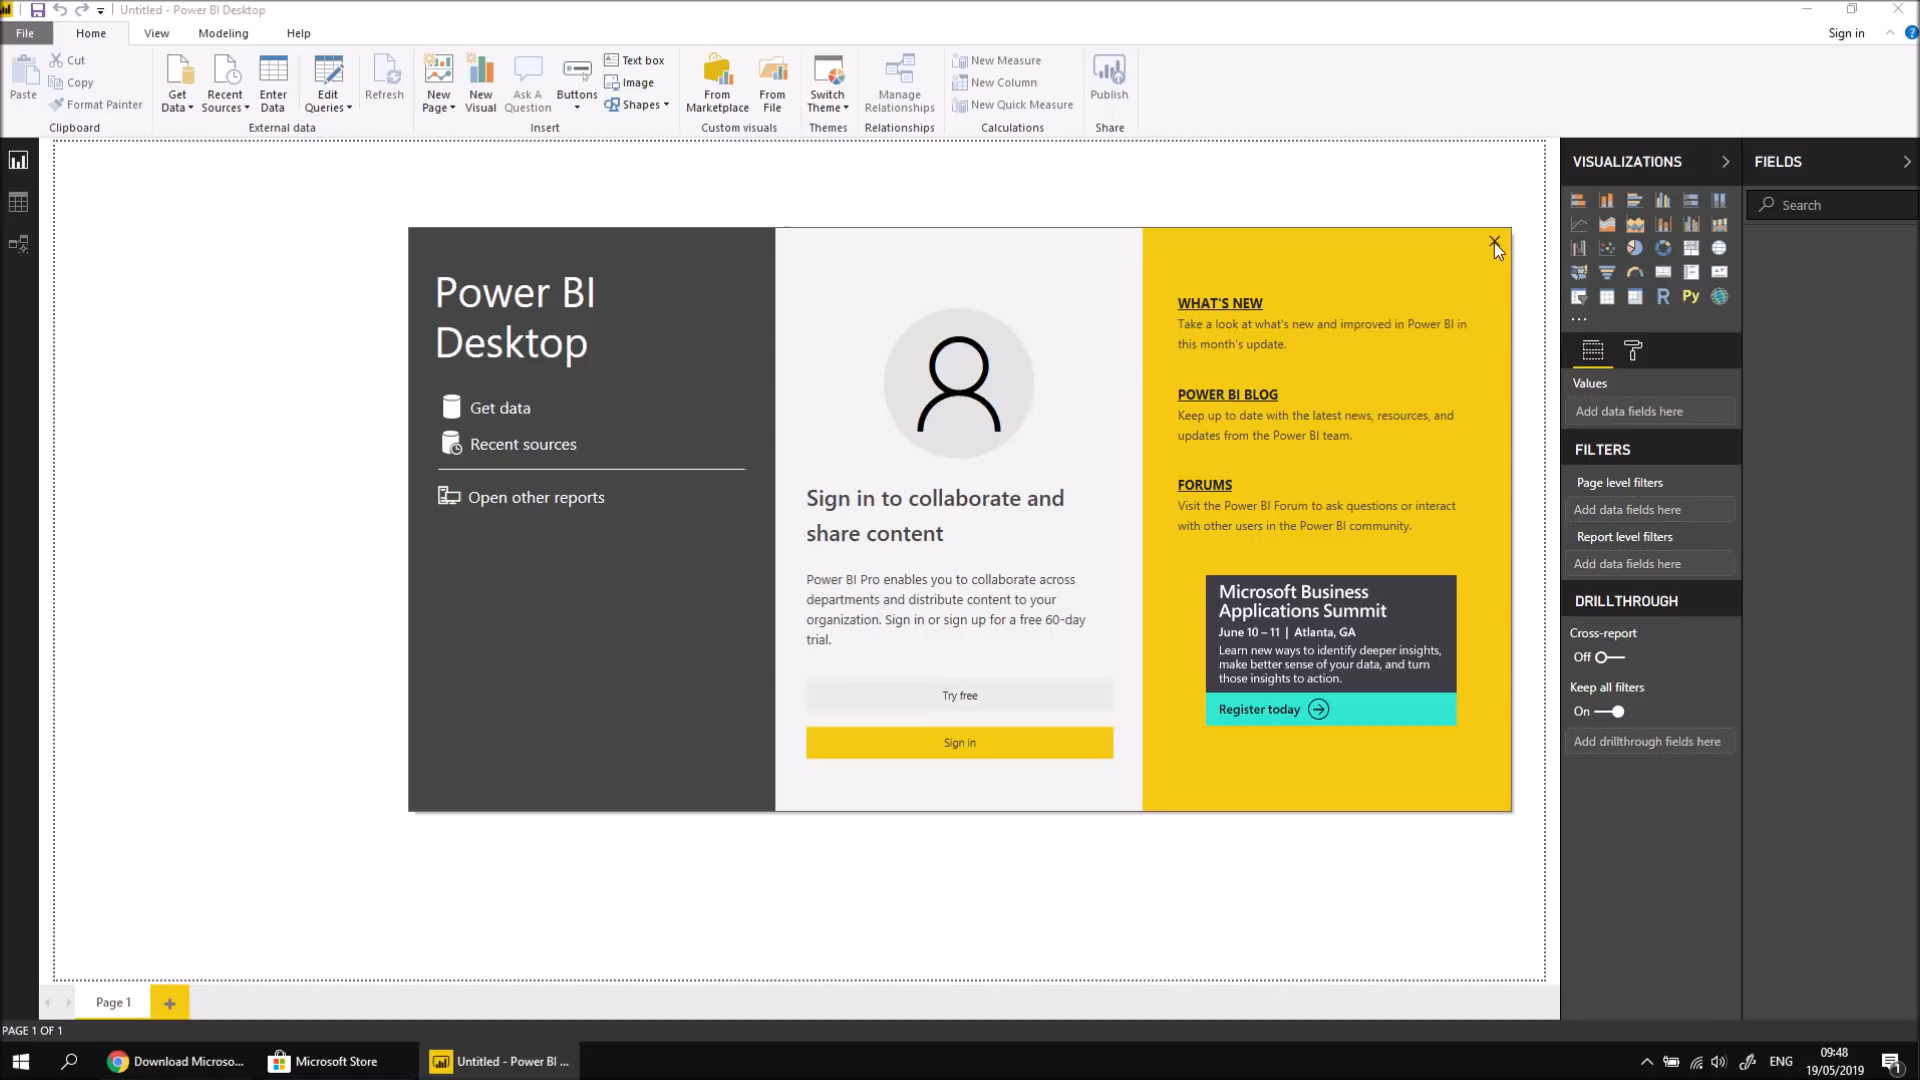 Untitled - Power BI Desktop
File
Home
View
Modeling
Help
Sign in
Paste
Cut
Copy
Format Painter
Clipboard
Get Data
Recent Sources
Enter Data
Edit Queries
Refresh
External data
New Page
New Visual
Ask A Question
Buttons
Text box
Image
Shapes
Insert
From Marketplace
From File
Custom visuals
Switch Theme
Themes
Manage Relationships
Relationships
New Measure
New Column
New Quick Measure
Calculations
Publish
Share
Power BI
Desktop
Get data
Recent sources
Open other reports
Sign in to collaborate and
share content
Power BI Pro enables you to collaborate across
departments and distribute content to your
organization. Sign in or sign up for a free 60-day
trial.
Try free
Sign in
WHAT'S NEW
Take a look at what's new and improved in Power BI in
this month's update.
POWER BI BLOG
Keep up to date with the latest news, resources, and
updates from the Power BI team.
FORUMS
Visit the Power BI Forum to ask questions or interact
with other users in the Power BI community.
Microsoft Business
Applications Summit
June 10 – 11 | Atlanta, GA
Learn new ways to identify deeper insights,
make better sense of your data, and turn
those insights to action.
Register today
VISUALIZATIONS
R
Py
Values
Add data fields here
FILTERS
Page level filters
Add data fields here
Report level filters
Add data fields here
DRILLTHROUGH
Cross-report
Off
Keep all filters
On
Add drillthrough fields here
FIELDS
Search
Page 1
PAGE 1 OF 1
Download Microso...
Microsoft Store
Untitled - Power BI ...
ENG
09:48
19/05/2019
1